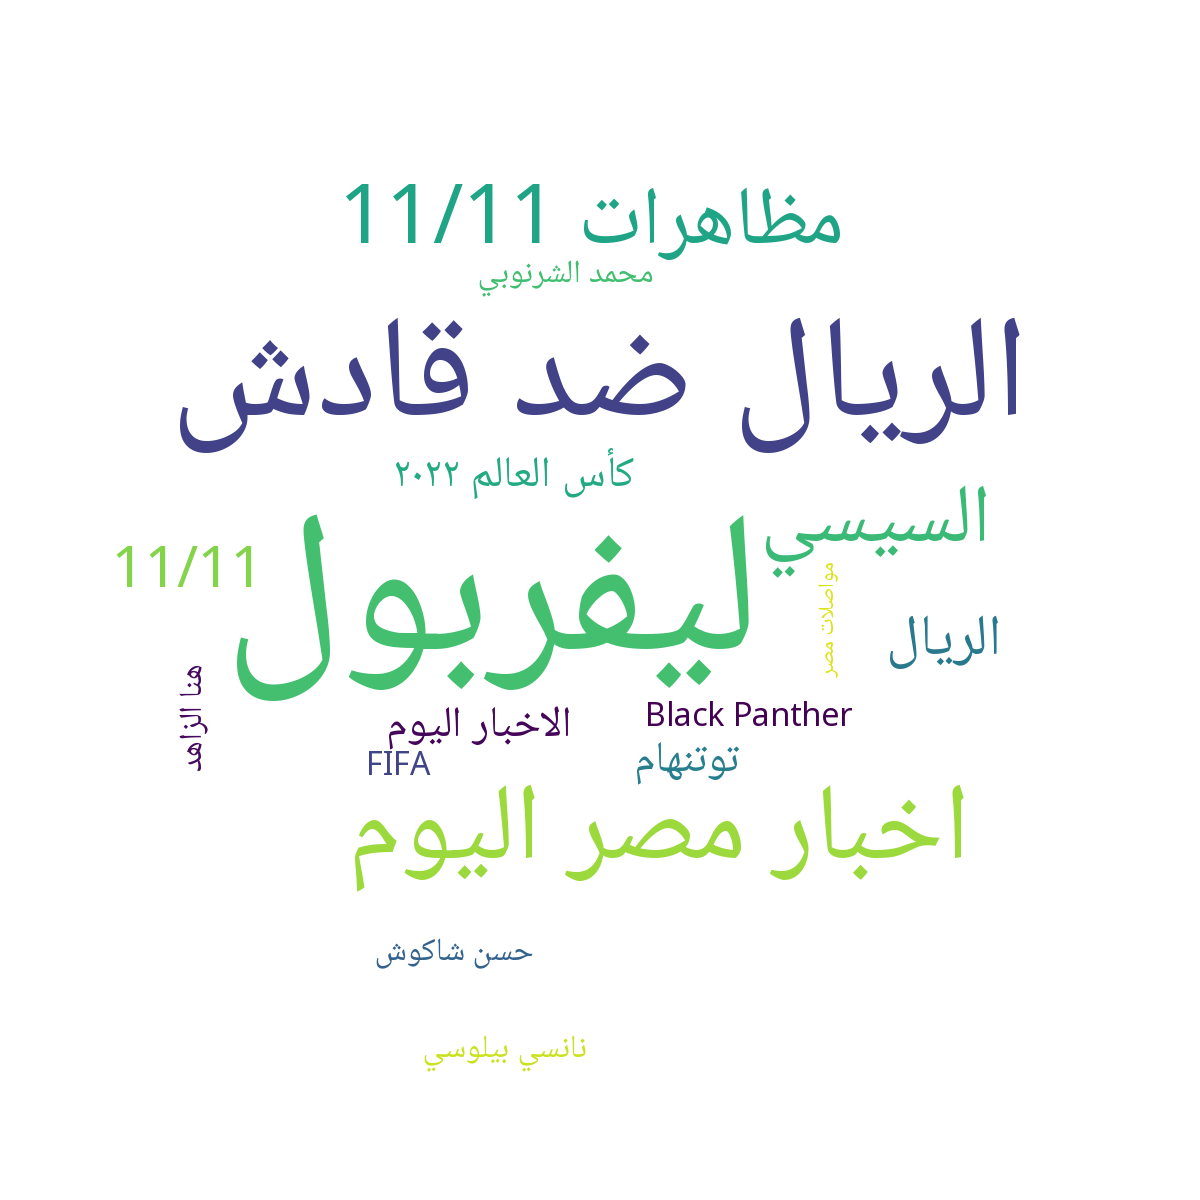 مظاهرات 11/11
محمد الشرنوبي
الريال ضد قادش
كأس العالم ٢٠٢٢
السيسي
11/11
ليفربول
مواصلات مصر
الريال
هنا الزاهد
الاخبار اليوم
Black Panther
FIFA
توتنهام
اخبار مصر اليوم
حسن شاكوش
نانسي بيلوسي